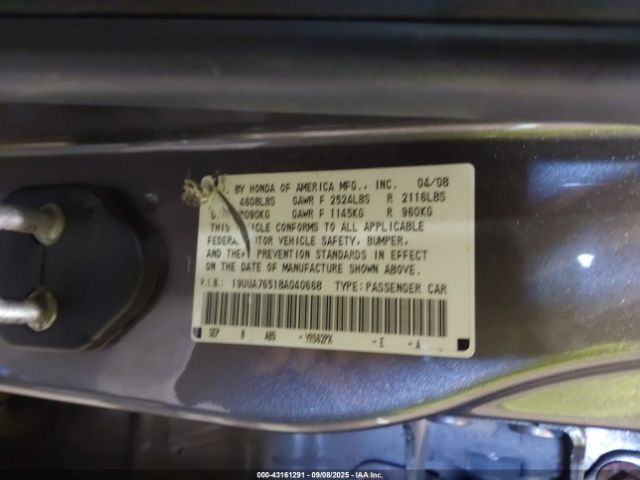 BY HONDA OF AMERICA MFG., INC. 04/08
4608LBS GAWR F 2524LBS R 2116LBS
2090KG GAWR F 1145KG R 960KG
THIS VEHICLE CONFORMS TO ALL APPLICABLE
FEDERAL MOTOR VEHICLE SAFETY, BUMPER,
AND THEFT PREVENTION STANDARDS IN EFFECT
ON THE DATE OF MANUFACTURE SHOWN ABOVE.
V.I.N.: 19UUA76518A040668 TYPE: PASSENGER CAR
SEP 8 A85 -YR562PX -E -A
000-43161291 - 09/08/2025 - IAA Inc.